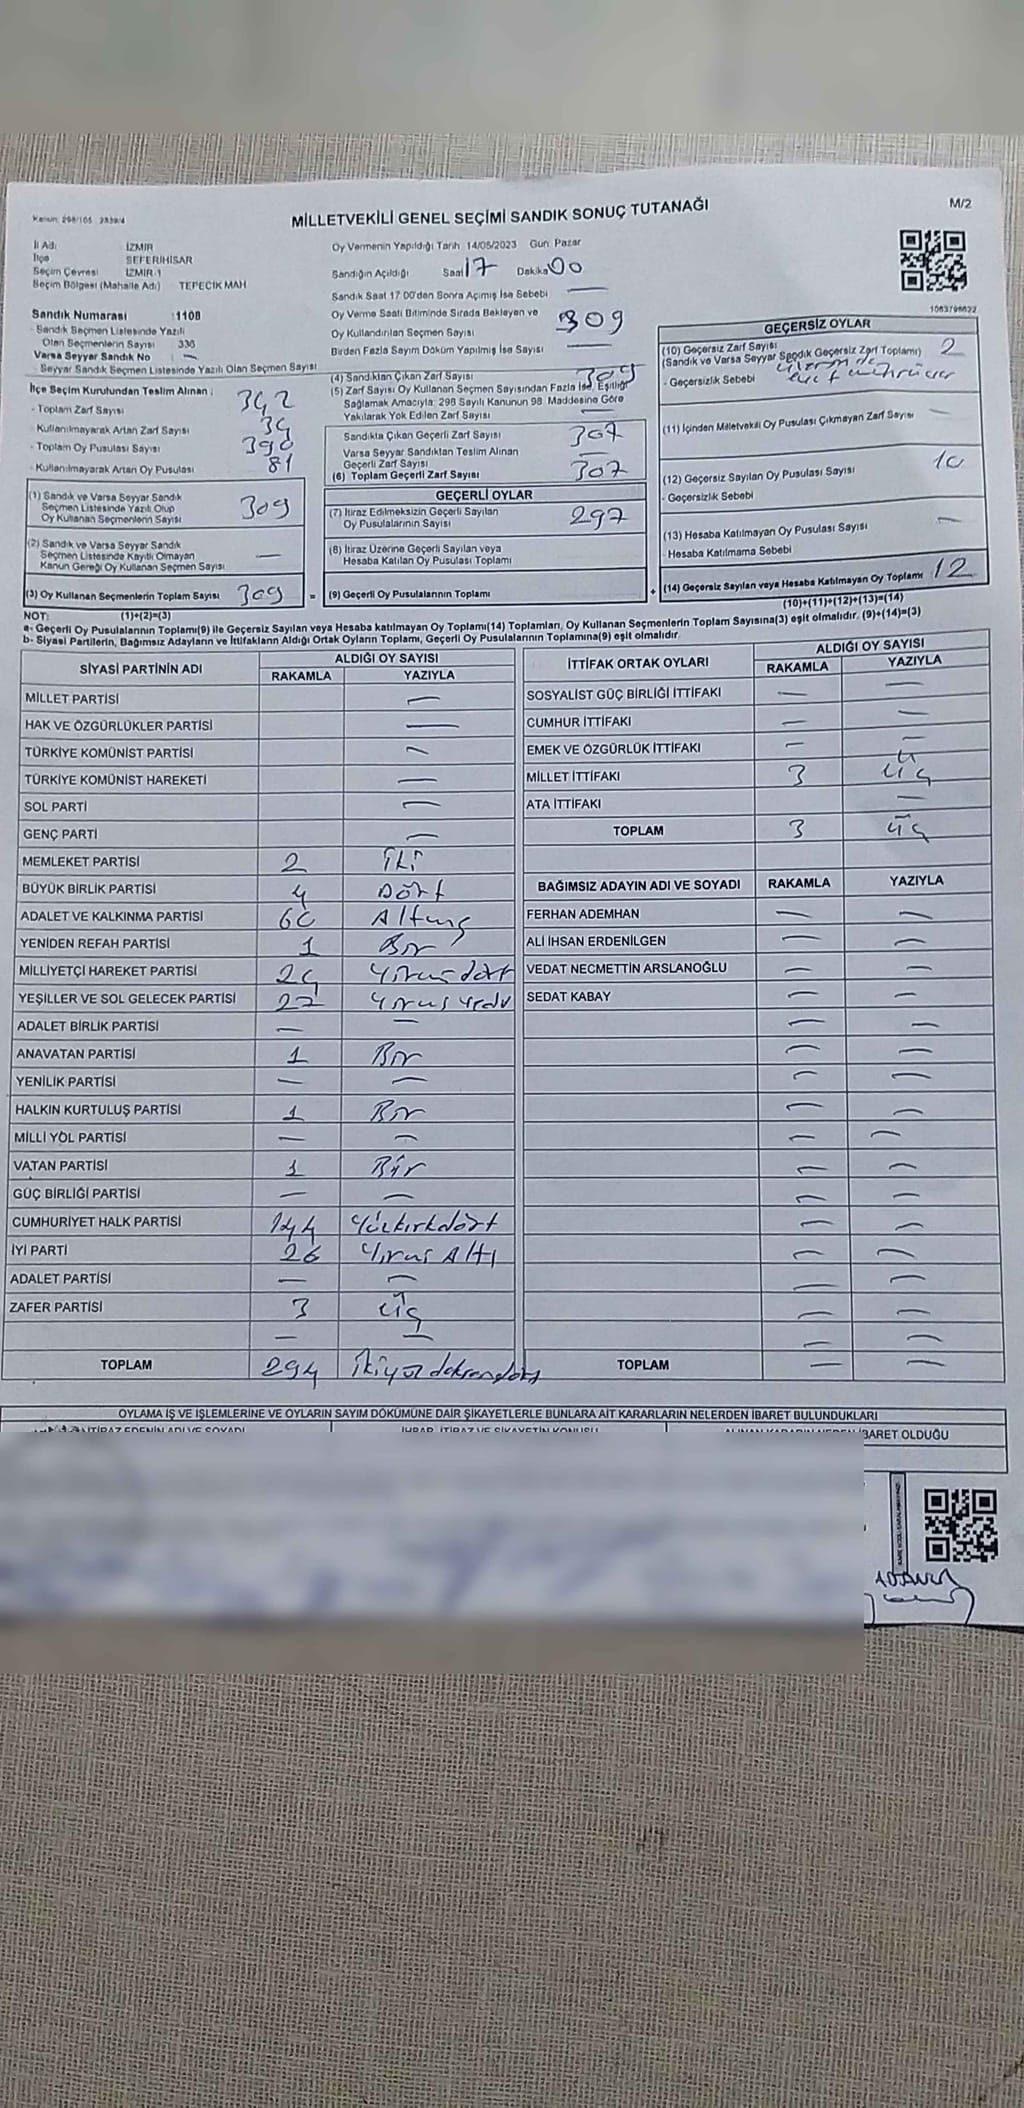 Kanun: 298/105 2839/4
MİLLETVEKİLİ GENEL SEÇİMİ SANDIK SONUÇ TUTANAĞI
M/2
İl Adı İZMİR
İlçe SEFERİHİSAR
Seçim Çevresi İZMİR-1
Seçim Bölgesi (Mahalle Adı) TEPECİK MAH
Sandık Numarası :1108
- Sandık Seçmen Listesinde Yazılı
Olan Seçmenlerin Sayısı 336
Varsa Seyyar Sandık No —
- Seyyar Sandık Seçmen Listesinde Yazılı Olan Seçmen Sayısı
Oy Vermenin Yapıldığı Tarih 14/05/2023 Gün Pazar
Sandığın Açıldığı Saat 17 Dakika 00
Sandık Saat 17:00'dan Sonra Açımış İse Sebebi —
Oy Verme Saati Bitiminde Sırada Bekleyen ve
Oy Kullandırılan Seçmen Sayısı 309
Birden Fazla Sayım Döküm Yapılmış İse Sayısı —
1063796622
İlçe Seçim Kurulundan Teslim Alınan :
- Toplam Zarf Sayısı 342
- Kullanılmayarak Artan Zarf Sayısı 34
- Toplam Oy Pusulası Sayısı 390
- Kullanılmayarak Artan Oy Pusulası 81
(1) Sandık ve Varsa Seyyar Sandık
Seçmen Listesinde Yazılı Olup
Oy Kullanan Seçmenlerin Sayısı 309
(2) Sandık ve Varsa Seyyar Sandık
Seçmen Listesinde Kayıtlı Olmayan
Kanun Gereği Oy Kullanan Seçmen Sayısı —
(3) Oy Kullanan Seçmenlerin Toplam Sayısı 309 =
(4) Sandıktan Çıkan Zarf Sayısı 309
(5) Zarf Sayısı Oy Kullanan Seçmen Sayısından Fazla İse, Eşitliği
Sağlamak Amacıyla: 298 Sayılı Kanunun 98. Maddesine Göre
Yakılarak Yok Edilen Zarf Sayısı —
Sandıkta Çıkan Geçerli Zarf Sayısı 307
Varsa Seyyar Sandıktan Teslim Alınan
Geçerli Zarf Sayısı —
(6) Toplam Geçerli Zarf Sayısı 307
GEÇERLİ OYLAR
(7) İtiraz Edilmeksizin Geçerli Sayılan
Oy Pusulalarının Sayısı 297
(8) İtiraz Üzerine Geçerli Sayılan veya
Hesaba Katılan Oy Pusulası Toplamı
(9) Geçerli Oy Pusulalarının Toplamı +
GEÇERSİZ OYLAR
(10) Geçersiz Zarf Sayısı 2
(Sandık ve Varsa Seyyar Sandık Geçersiz Zarf Toplamı)
- Geçersizlik Sebebi
(11) İçinden Milletvekili Oy Pusulası Çıkmayan Zarf Sayısı —
(12) Geçersiz Sayılan Oy Pusulası Sayısı 10
- Geçersizlik Sebebi
(13) Hesaba Katılmayan Oy Pusulası Sayısı —
- Hesaba Katılmama Sebebi
(14) Geçersiz Sayılan veya Hesaba Katılmayan Oy Toplamı 12
NOT: (1)+(2)=(3)
(10)+(11)+(12)+(13)=(14)
a- Geçerli Oy Pusulalarının Toplamı(9) ile Geçersiz Sayılan veya Hesaba katılmayan Oy Toplamı(14) Toplamları, Oy Kullanan Seçmenlerin Toplam Sayısına(3) eşit olmalıdır. (9)+(14)=(3)
b- Siyasi Partilerin, Bağımsız Adayların ve İttifakların Aldığı Ortak Oyların Toplamı, Geçerli Oy Pusulalarının Toplamına(9) eşit olmalıdır.
SİYASİ PARTİNİN ADI ALDIĞI OY SAYISI
RAKAMLA YAZIYLA
MİLLET PARTİSİ —
HAK VE ÖZGÜRLÜKLER PARTİSİ —
TÜRKİYE KOMÜNİST PARTİSİ —
TÜRKİYE KOMÜNİST HAREKETİ —
SOL PARTİ —
GENÇ PARTİ —
MEMLEKET PARTİSİ 2 İki
BÜYÜK BİRLİK PARTİSİ 4 Dört
ADALET VE KALKINMA PARTİSİ 60 Altmış
YENİDEN REFAH PARTİSİ 1 Bir
MİLLİYETÇİ HAREKET PARTİSİ 24 Yirmi dört
YEŞİLLER VE SOL GELECEK PARTİSİ 27 Yirmi Yedi
ADALET BİRLİK PARTİSİ — —
ANAVATAN PARTİSİ 1 Bir
YENİLİK PARTİSİ — —
HALKIN KURTULUŞ PARTİSİ 1 Bir
MİLLİ YOL PARTİSİ — —
VATAN PARTİSİ 1 Bir
GÜÇ BİRLİĞİ PARTİSİ — —
CUMHURİYET HALK PARTİSİ 144 Yüzkırkdört
İYİ PARTİ 26 Yirmi Altı
ADALET PARTİSİ — —
ZAFER PARTİSİ 3 Üç
— —
TOPLAM 294 İkiyüz doksandört
İTTİFAK ORTAK OYLARI ALDIĞI OY SAYISI
RAKAMLA YAZIYLA
SOSYALİST GÜÇ BİRLİĞİ İTTİFAKI — —
CUMHUR İTTİFAKI — —
EMEK VE ÖZGÜRLÜK İTTİFAKI — —
MİLLET İTTİFAKI 3 Üç
ATA İTTİFAKI —
TOPLAM 3 Üç
BAĞIMSIZ ADAYIN ADI VE SOYADI RAKAMLA YAZIYLA
FERHAN ADEMHAN — —
ALİ İHSAN ERDENİLGEN — —
VEDAT NECMETTİN ARSLANOĞLU — —
SEDAT KABAY — —
TOPLAM — —
OYLAMA İŞ VE İŞLEMLERİNE VE OYLARIN SAYIM DÖKÜMÜNE DAİR ŞİKAYETLERLE BUNLARA AİT KARARLARIN NELERDEN İBARET BULUNDUKLARI
İTİRAZ EDENİN ADI VE SOYADI İHBAR, İTİRAZ VE ŞİKAYETİN KONUSU İBARET OLDUĞU